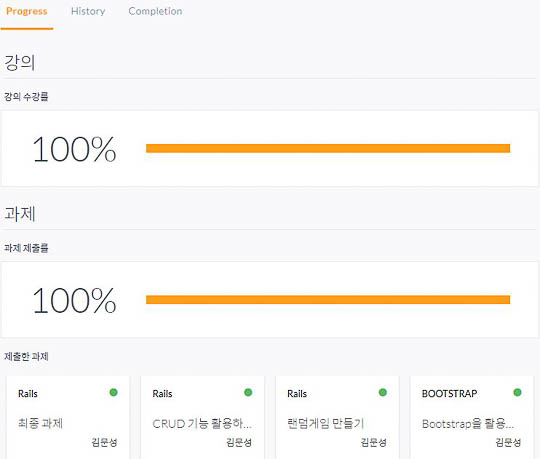 Progress History Completion
강의
강의 수강률
100%
과제
과제 제출률
100%
제출한 과제
Rails Rails Rails BOOTSTRAP
최종 과제 CRUD 기능 활용하... 랜덤게임 만들기 Bootstrap을 활용...
김문성 김문성 김문성 김문성